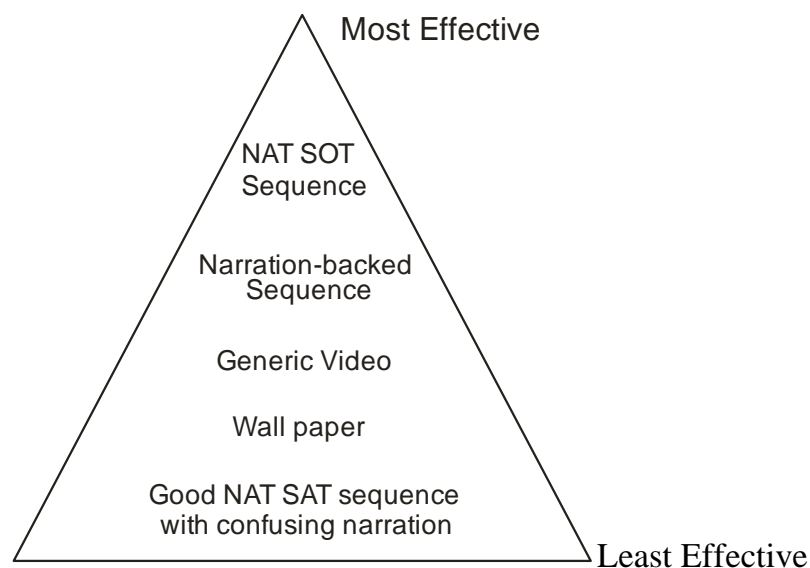 Most Effective
NAT SOT
Sequence
Narration-backed
Sequence
Generic Video
Wall paper
Good NAT SAT sequence
with confusing narration
Least Effective